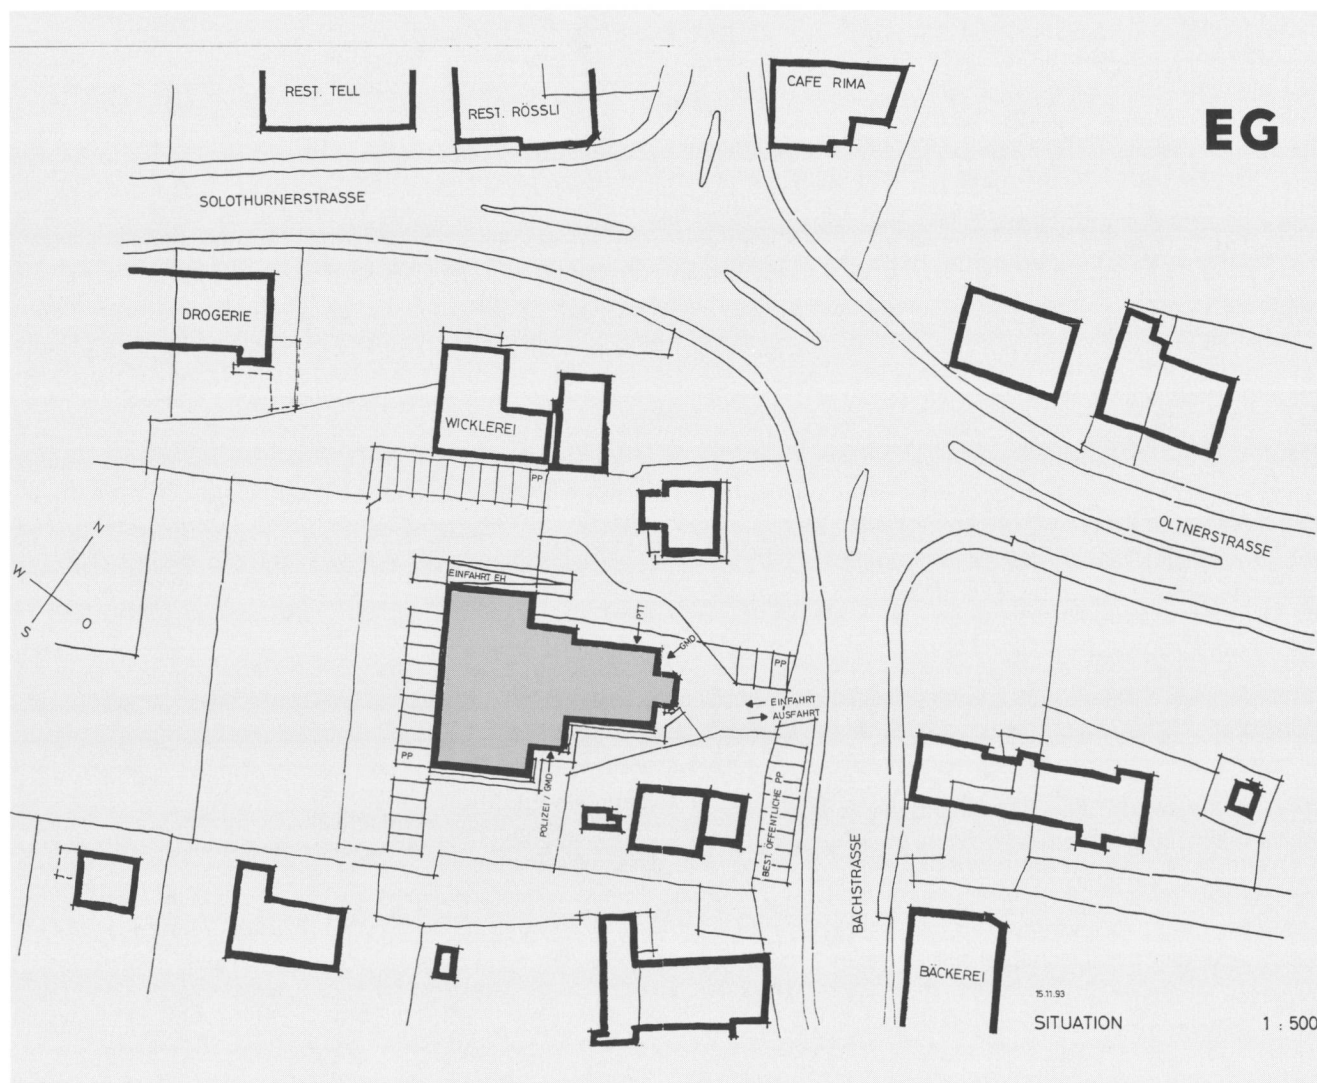 REST. TELL
REST. RÖSSLI
CAFE RIMA
EG
SOLOTHURNERSTRASSE
DROGERIE
WICKLEREI
PP
OLTNERSTRASSE
N
W
O
S
EINFAHRT EH
PTT
GMD
PP
EINFAHRT
AUSFAHRT
PP
POLIZEI / GMD
BEST. ÖFFENTLICHE PP
BACHSTRASSE
BÄCKEREI
15.11.93
SITUATION
1 : 500